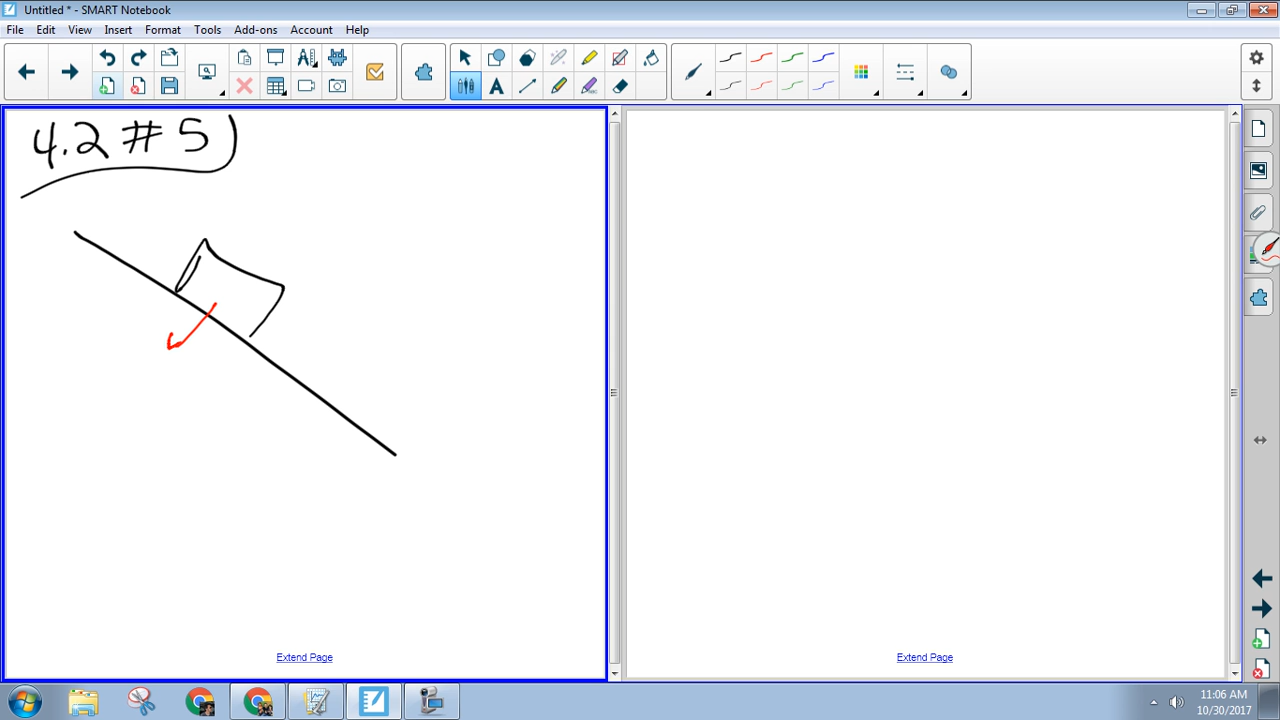 Untitled * - SMART Notebook
File Edit View Insert Format Tools Add-ons Account Help
4.2 # 5)
Extend Page
Extend Page
11:06 AM
10/30/2017